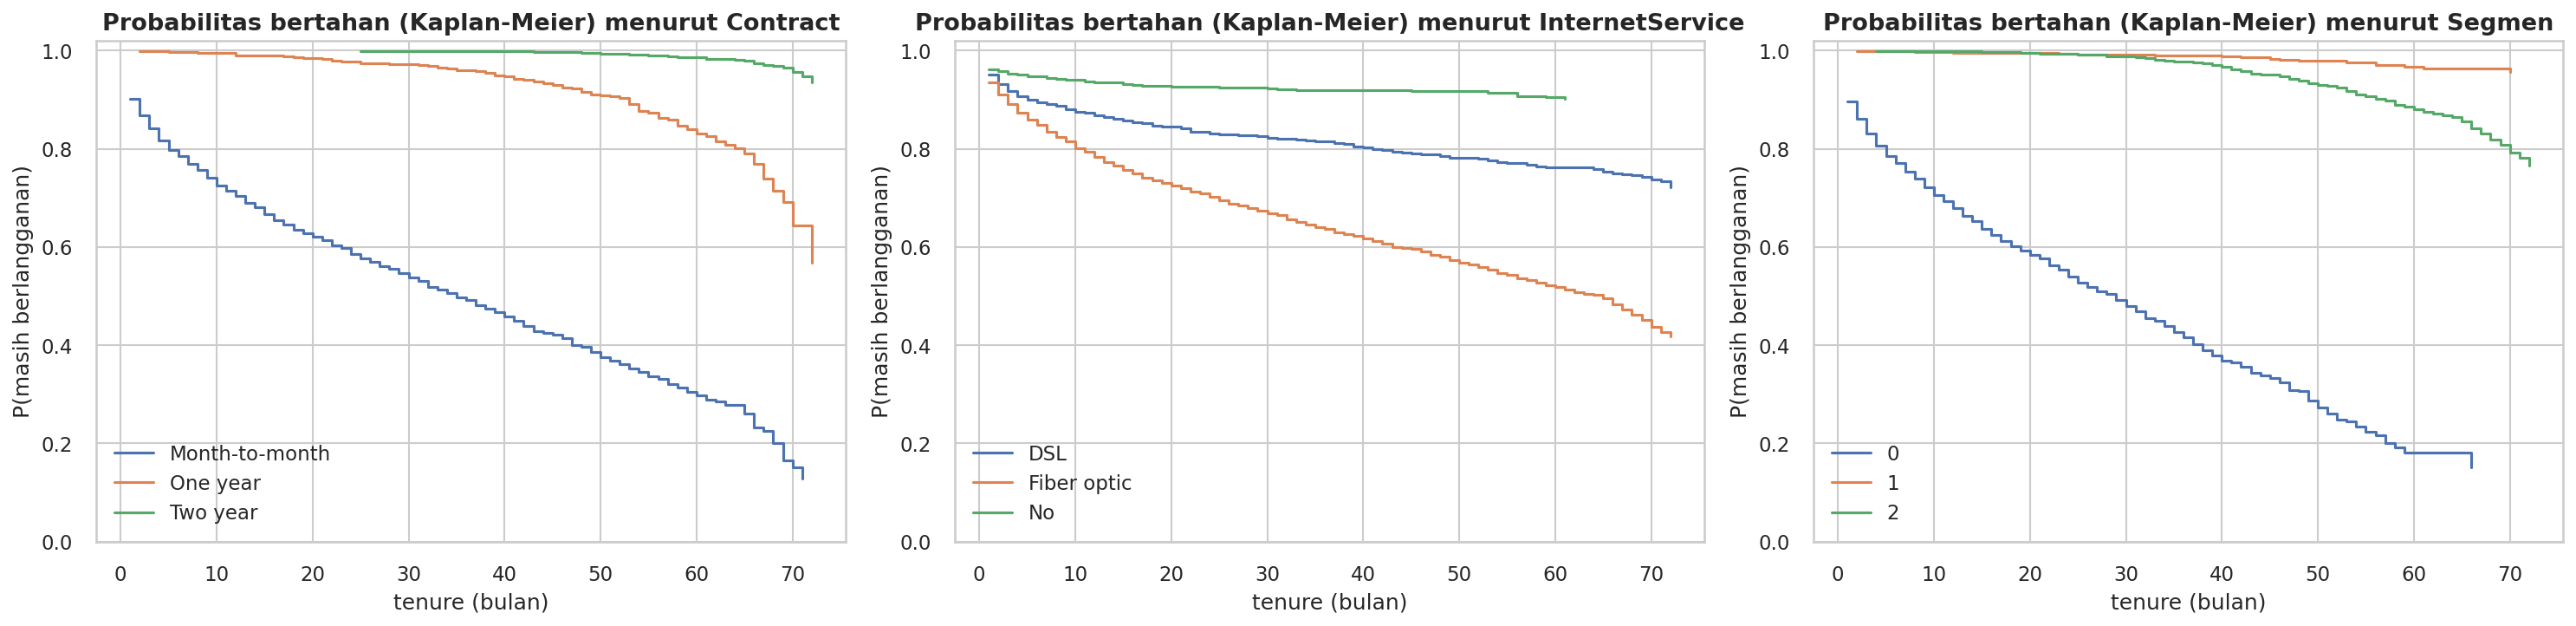 Probabilitas bertahan (Kaplan-Meier) menurut Contract
P(masih berlangganan)
1.0
0.8
0.6
0.4
0.2
0.0
Month-to-month
One year
Two year
0 10 20 30 40 50 60 70
tenure (bulan)
Probabilitas bertahan (Kaplan-Meier) menurut InternetService
P(masih berlangganan)
1.0
0.8
0.6
0.4
0.2
0.0
DSL
Fiber optic
No
0 10 20 30 40 50 60 70
tenure (bulan)
Probabilitas bertahan (Kaplan-Meier) menurut Segmen
P(masih berlangganan)
1.0
0.8
0.6
0.4
0.2
0.0
0
1
2
0 10 20 30 40 50 60 70
tenure (bulan)